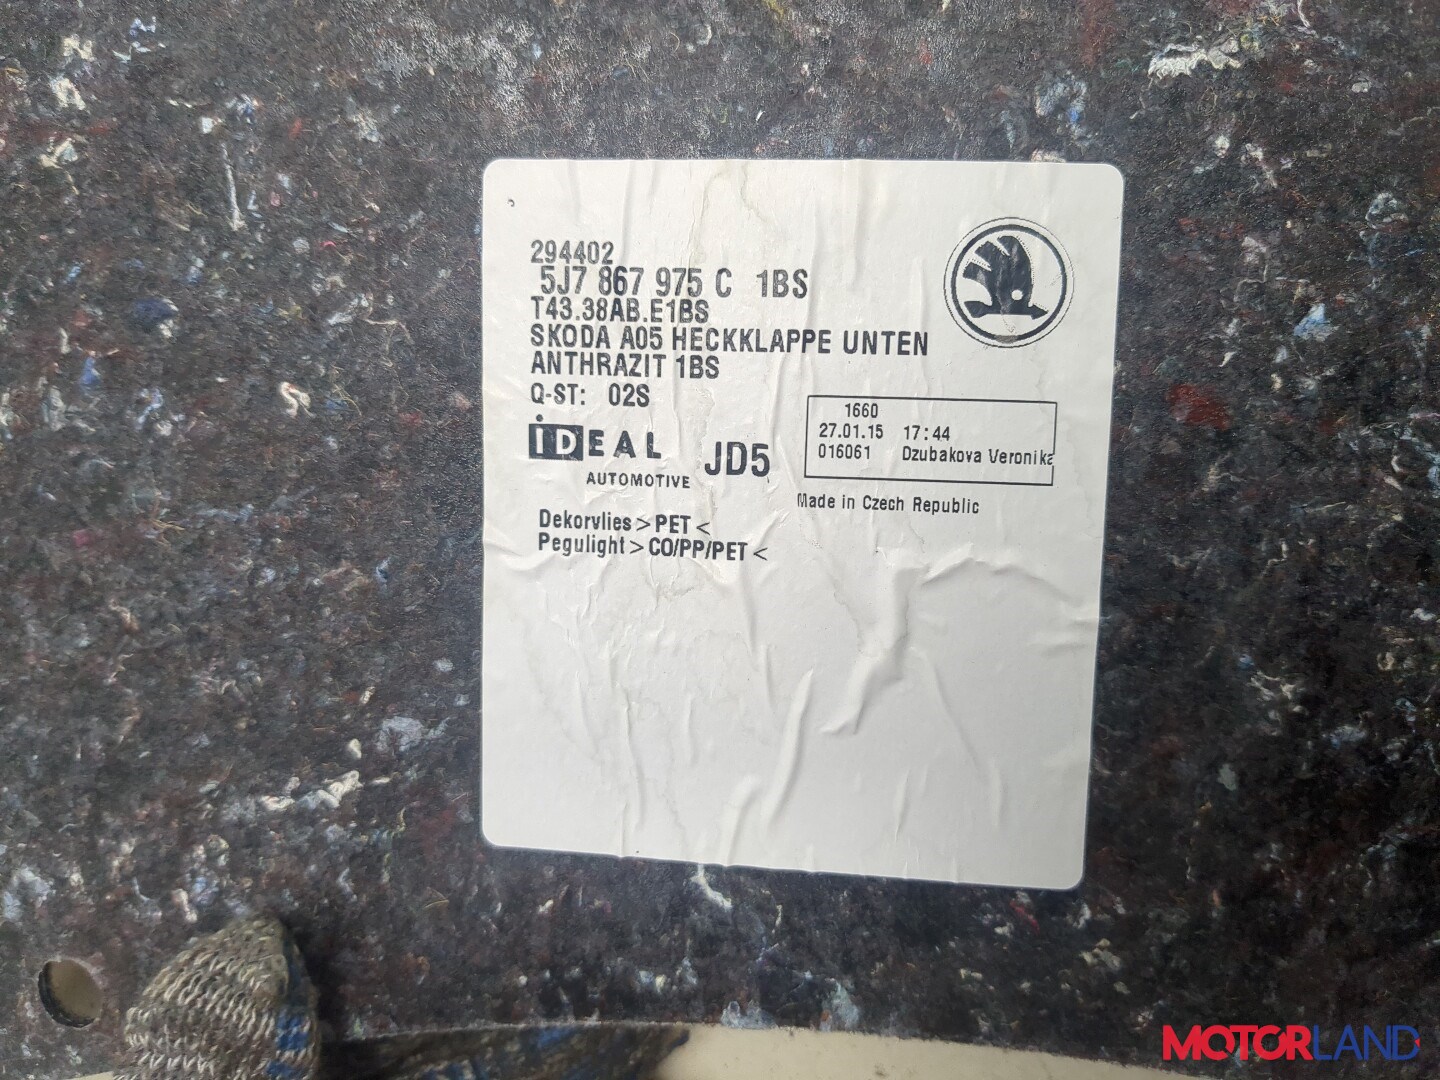 294402
5J7 867 975 C 1BS
T43.38AB.E1BS
SKODA A05 HECKKLAPPE UNTEN
ANTHRAZIT 1BS
Q-ST: 02S
iDEAL
AUTOMOTIVE
JD5
1660
27.01.15 17:44
016061 Dzubakova Veronika
Made in Czech Republic
Dekorvlies > PET <
Pegulight > CO/PP/PET <
MOTORLAND